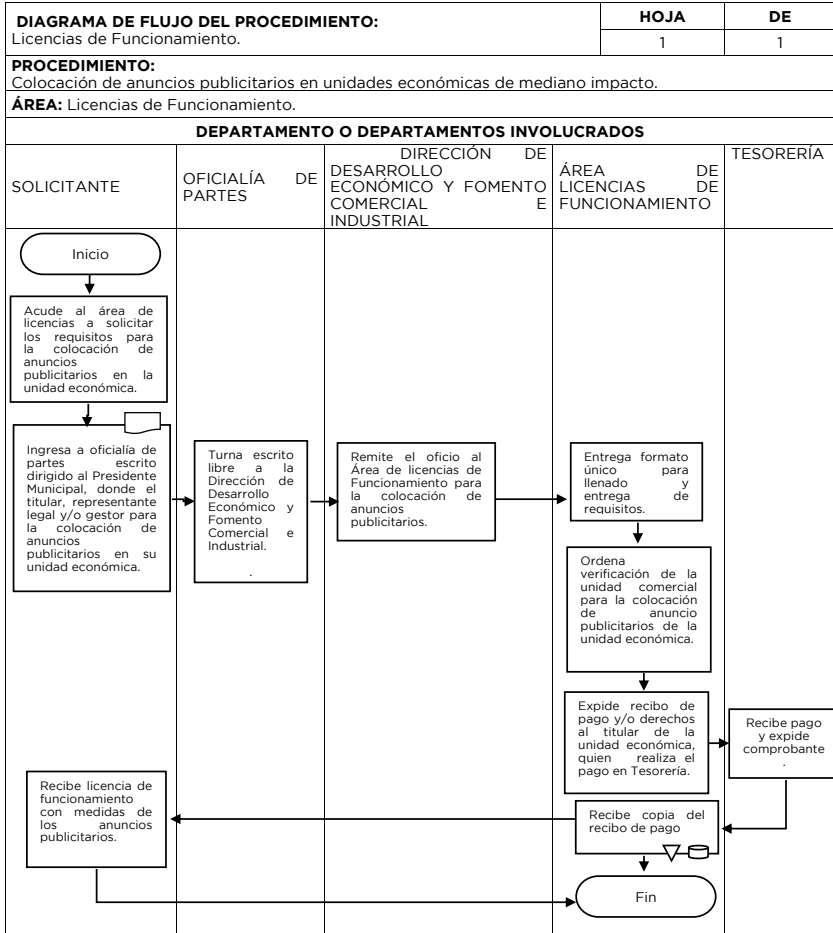 DIAGRAMA DE FLUJO DEL PROCEDIMIENTO:
Licencias de Funcionamiento.
HOJA
DE
1
1
PROCEDIMIENTO:
Colocación de anuncios publicitarios en unidades económicas de mediano impacto.
ÁREA: Licencias de Funcionamiento.
DEPARTAMENTO O DEPARTAMENTOS INVOLUCRADOS
SOLICITANTE
OFICIALÍA DE
PARTES
DIRECCIÓN DE
DESARROLLO
ECONÓMICO Y FOMENTO
COMERCIAL E
INDUSTRIAL
ÁREA DE
LICENCIAS DE
FUNCIONAMIENTO
TESORERÍA
Inicio
Acude al área de
licencias a solicitar
los requisitos para
la colocación de
anuncios
publicitarios en la
unidad económica.
Ingresa a oficialía de
partes escrito
dirigido al Presidente
Municipal, donde el
titular, representante
legal y/o gestor para
la colocación de
anuncios
publicitarios en su
unidad económica.
Turna escrito
libre a la
Dirección de
Desarrollo
Económico y
Fomento
Comercial e
Industrial.
.
Remite el oficio al
Área de licencias de
Funcionamiento para
la colocación de
anuncios
publicitarios.
Entrega formato
único para
llenado y
entrega de
requisitos.
Ordena
verificación de la
unidad comercial
para la colocación
de anuncio
publicitarios de la
unidad económica.
Expide recibo de
pago y/o derechos
al titular de la
unidad económica,
quien realiza el
pago en Tesorería.
Recibe pago
y expide
comprobante
.
Recibe copia del
recibo de pago
Recibe licencia de
funcionamiento
con medidas de
los anuncios
publicitarios.
Fin